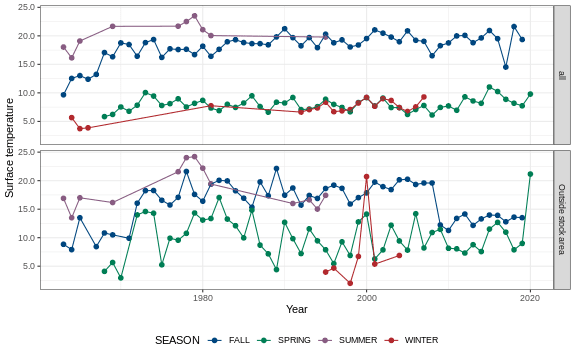 25.0
20.0
15.0
10.0
5.0
all
25.0
20.0
15.0
10.0
5.0
Outside stock area
Surface temperature
1980
2000
2020
Year
SEASON FALL SPRING SUMMER WINTER